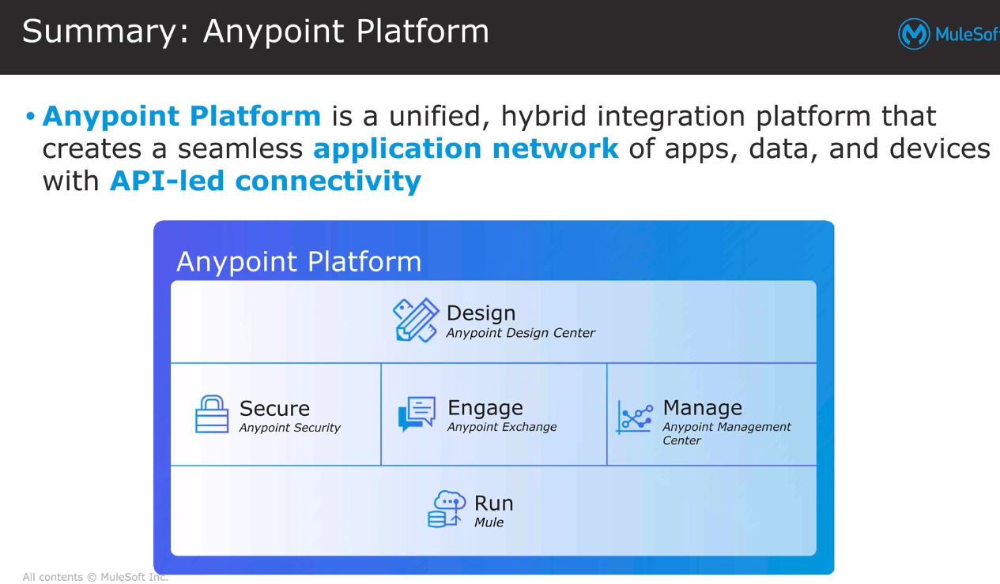 Summary: Anypoint Platform
MuleSof
• Anypoint Platform is a unified, hybrid integration platform that
creates a seamless application network of apps, data, and devices
with API-led connectivity
Anypoint Platform
Design
Anypoint Design Center
Secure
Anypoint Security
Engage
Anypoint Exchange
Manage
Anypoint Management
Center
Run
Mule
All contents © MuleSoft Inc.